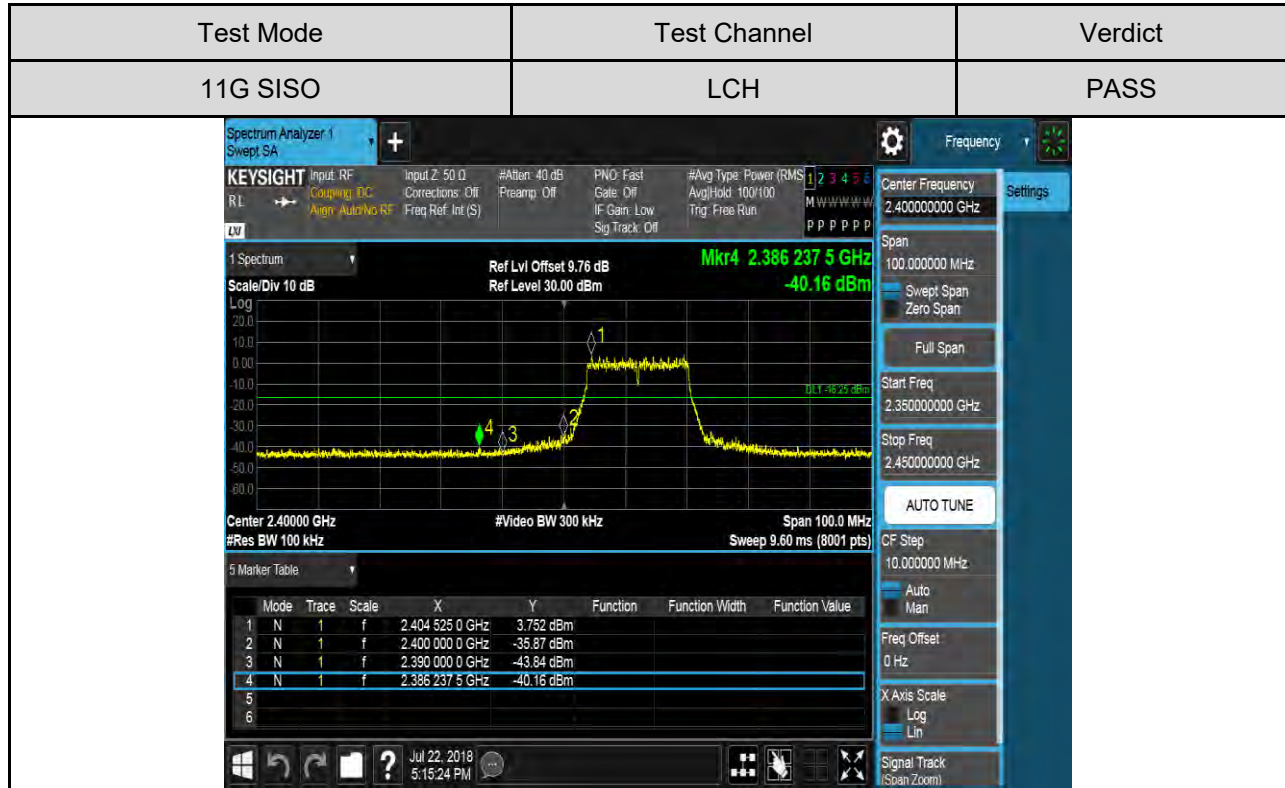 Test Mode Test Channel Verdict
11G SISO LCH PASS
Spectrum Analyzer 1
Swept SA
+
Frequency
KEYSIGHT Input: RF Input Z: 50 Ω #Atten: 40 dB PNO: Fast #Avg Type: Power (RMS 1 2 3 4 5 6
RL Coupling: DC Corrections: Off Preamp: Off Gate: Off Avg|Hold: 100/100 M W W W W W
Align: Auto/No RF Freq Ref: Int (S) IF Gain: Low Trig: Free Run
LXI Sig Track: Off P P P P P P
Center Frequency
2.400000000 GHz
Settings
Span
100.000000 MHz
Swept Span
Zero Span
Full Span
Start Freq
2.350000000 GHz
Stop Freq
2.450000000 GHz
AUTO TUNE
CF Step
10.000000 MHz
Auto
Man
Freq Offset
0 Hz
X Axis Scale
Log
Lin
Signal Track
(Span Zoom)
1 Spectrum Ref Lvl Offset 9.76 dB Mkr4 2.386 237 5 GHz
Scale/Div 10 dB Ref Level 30.00 dBm -40.16 dBm
Log
20.0
10.0
0.00
-10.0
-20.0
-30.0
-40.0
-50.0
-60.0
1
DL1 -16.25 dBm
2
4 3
Center 2.40000 GHz #Video BW 300 kHz Span 100.0 MHz
#Res BW 100 kHz Sweep 9.60 ms (8001 pts)
5 Marker Table
Mode Trace Scale X Y Function Function Width Function Value
1 N 1 f 2.404 525 0 GHz 3.752 dBm
2 N 1 f 2.400 000 0 GHz -35.87 dBm
3 N 1 f 2.390 000 0 GHz -43.84 dBm
4 N 1 f 2.386 237 5 GHz -40.16 dBm
5
6
? Jul 22, 2018
5:15:24 PM